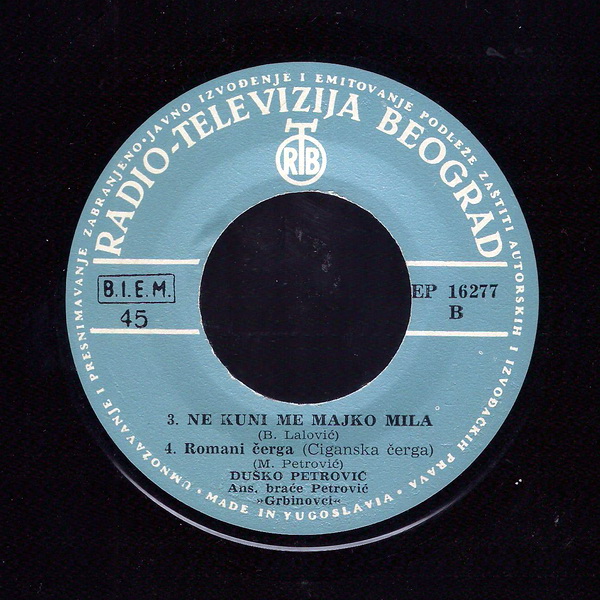 UMNOŽAVANJE I PRESNIMAVANJE ZABRANJENO • JAVNO IZVOĐENJE I EMITOVANJE PODLEŽE ZAŠTITI AUTORSKIH I IZVOĐAČKIH PRAVA •
RADIO-TELEVIZIJA BEOGRAD
RTB
B.I.E.M.
45
EP 16277
B
3. NE KUNI ME MAJKO MILA
(B. Lalović)
4. Romani čerga (Ciganska čerga)
(M. Petrović)
DUŠKO PETROVIĆ
Ans. braće Petrović
»Grbinovci«
MADE IN YUGOSLAVIA